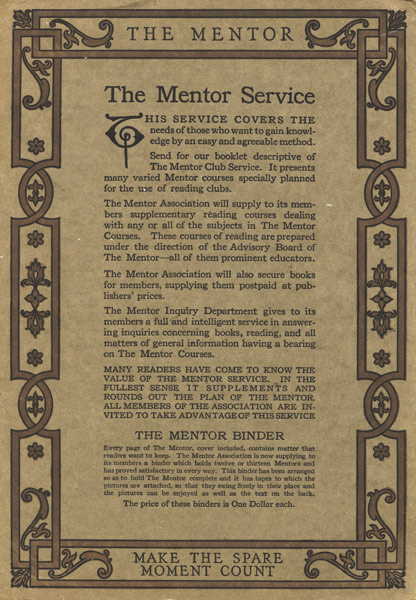 THE MENTOR
The Mentor Service
THIS SERVICE COVERS THE
needs of those who want to gain knowl-
edge by an easy and agreeable method.
Send for our booklet descriptive of
The Mentor Club Service. It presents
many varied Mentor courses specially planned
for the use of reading clubs.
The Mentor Association will supply to its mem-
bers supplementary reading courses dealing
with any or all of the subjects in The Mentor
Courses. These courses of reading are prepared
under the direction of the Advisory Board of
The Mentor—all of them prominent educators.
The Mentor Association will also secure books
for members, supplying them postpaid at pub-
lishers' prices.
The Mentor Inquiry Department gives to its
members a full and intelligent service in answer-
ing inquiries concerning books, reading, and all
matters of general information having a bearing
on The Mentor Courses.
MANY READERS HAVE COME TO KNOW THE
VALUE OF THE MENTOR SERVICE. IN THE
FULLEST SENSE IT SUPPLEMENTS AND
ROUNDS OUT THE PLAN OF THE MENTOR.
ALL MEMBERS OF THE ASSOCIATION ARE IN-
VITED TO TAKE ADVANTAGE OF THIS SERVICE
THE MENTOR BINDER
Every page of The Mentor, cover included, contains matter that
readers want to keep. The Mentor Association is now supplying to
its members a binder which holds twelve or thirteen Mentors and
has proved satisfactory in every way. This binder has been arranged
so as to hold The Mentor complete and it has tapes to which the
pictures are attached, so that they swing freely in their place and
the pictures can be enjoyed as well as the text on the back.
The price of these binders is One Dollar each.
MAKE THE SPARE
MOMENT COUNT